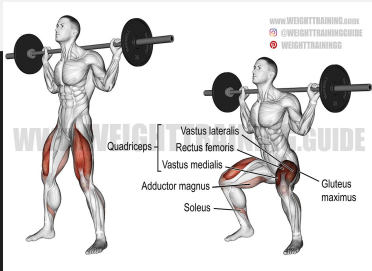 www.WEIGHTTRAINING.GUIDE
@WEIGHTTRAININGGUIDE
WEIGHTTRAININGG
WWW.WEIGHTTRAINING.GUIDE
Vastus lateralis
Quadriceps
Rectus femoris
Vastus medialis
Adductor magnus
Gluteus
maximus
Soleus